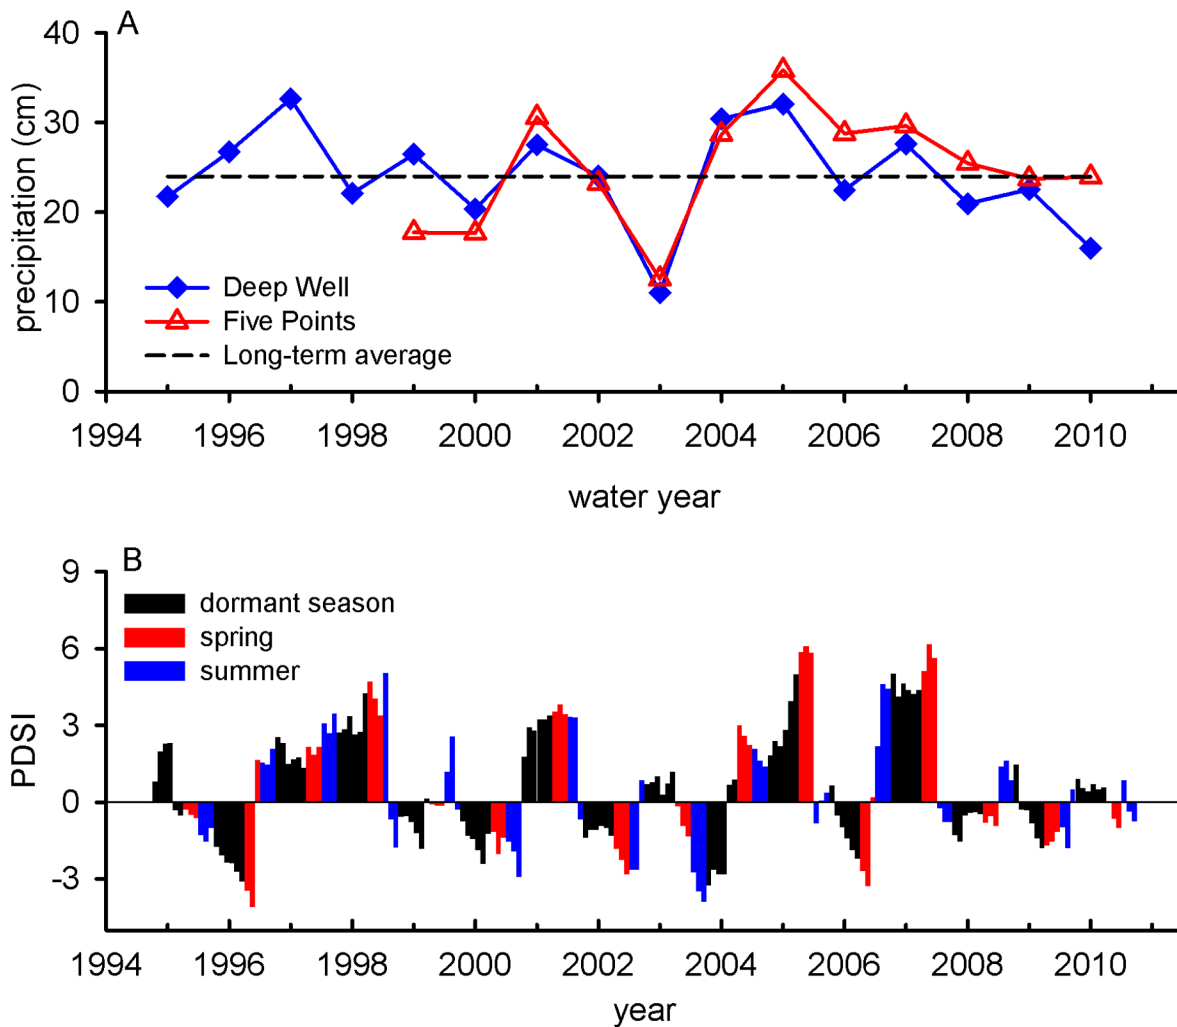 A
40
30
20
10
0
precipitation (cm)
Deep Well
Five Points
Long-term average
1994 1996 1998 2000 2002 2004 2006 2008 2010
water year
B
9
6
3
0
-3
PDSI
dormant season
spring
summer
1994 1996 1998 2000 2002 2004 2006 2008 2010
year